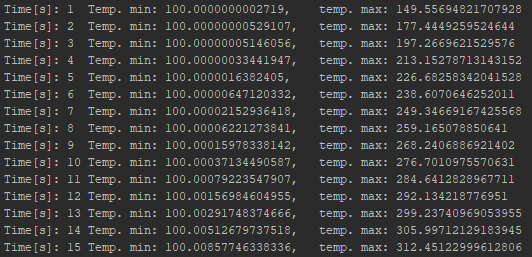 Time[s]: 1 Temp. min: 100.0000000002719, temp. max: 149.55694821707928
Time[s]: 2 Temp. min: 100.00000000529107, temp. max: 177.4449259524644
Time[s]: 3 Temp. min: 100.00000005146056, temp. max: 197.2669621529576
Time[s]: 4 Temp. min: 100.00000033441947, temp. max: 213.15278713143152
Time[s]: 5 Temp. min: 100.0000016382405, temp. max: 226.68258342041528
Time[s]: 6 Temp. min: 100.00000647120332, temp. max: 238.6070646252011
Time[s]: 7 Temp. min: 100.00002152936418, temp. max: 249.34669167425568
Time[s]: 8 Temp. min: 100.00006221273841, temp. max: 259.165078850641
Time[s]: 9 Temp. min: 100.00015978338142, temp. max: 268.2406886921402
Time[s]: 10 Temp. min: 100.00037134490587, temp. max: 276.7010975570631
Time[s]: 11 Temp. min: 100.00079223547907, temp. max: 284.6412828967711
Time[s]: 12 Temp. min: 100.00156984604955, temp. max: 292.134218776951
Time[s]: 13 Temp. min: 100.00291748374666, temp. max: 299.23740969053955
Time[s]: 14 Temp. min: 100.00512679737518, temp. max: 305.99712129183945
Time[s]: 15 Temp. min: 100.00857746338336, temp. max: 312.45122999612806